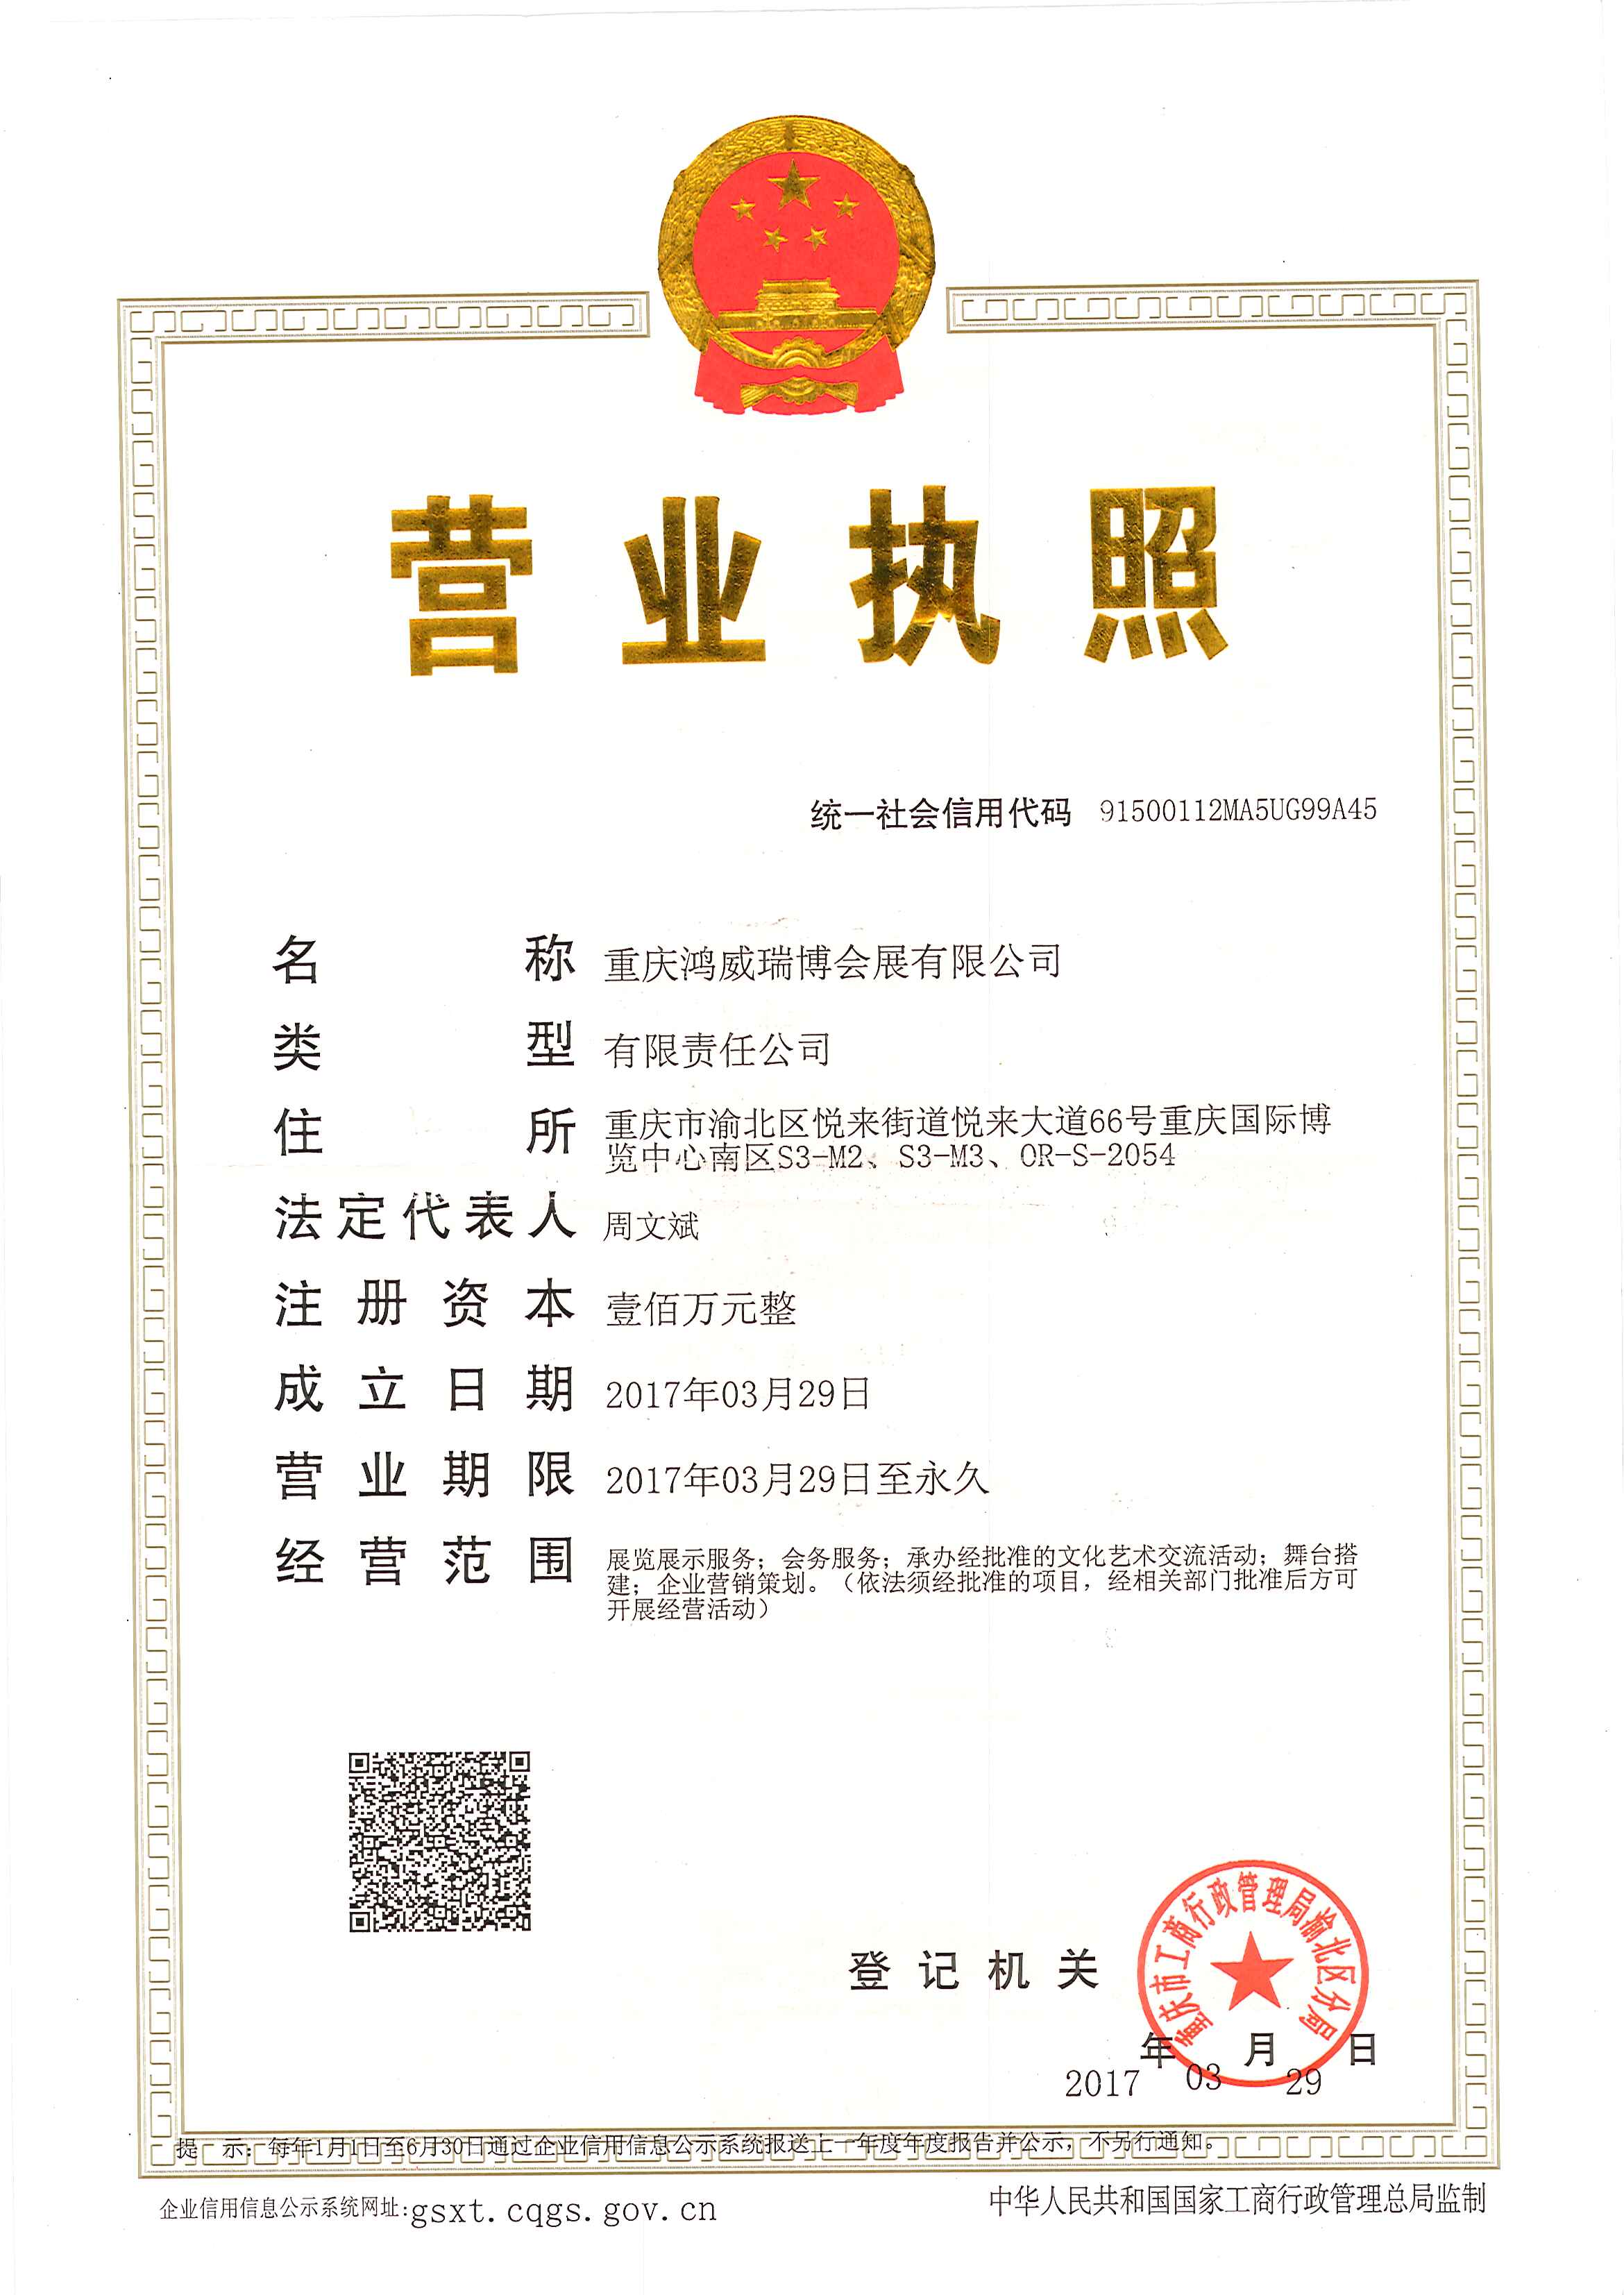 营业执照
统一社会信用代码 91500112MA5UG99A45
名称 重庆鸿威瑞博会展有限公司
类型 有限责任公司
住所 重庆市渝北区悦来街道悦来大道66号重庆国际博
览中心南区S3-M2、S3-M3、OR-S-2054
法定代表人 周文斌
注册资本 壹佰万元整
成立日期 2017年03月29日
营业期限 2017年03月29日至永久
经营范围 展览展示服务；会务服务；承办经批准的文化艺术交流活动；舞台搭
建；企业营销策划。（依法须经批准的项目，经相关部门批准后方可
开展经营活动）
登记机关
重庆市工商行政管理局渝北区分局
年 月 日
2017 03 29
提 示：每年1月1日至6月30日通过企业信用信息公示系统报送上一年度年度报告并公示，不另行通知。
企业信用信息公示系统网址:gsxt.cqgs.gov.cn
中华人民共和国国家工商行政管理总局监制